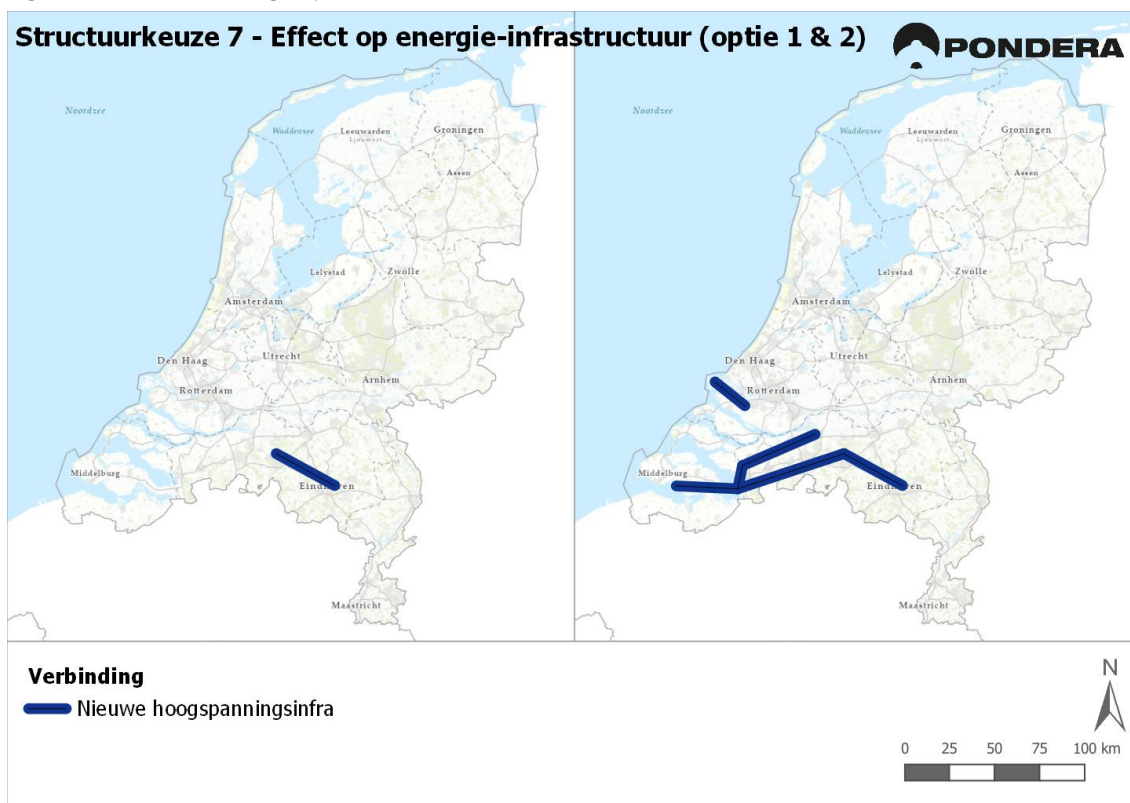 Structuurkeuze 7 - Effect op energie-infrastructuur (optie 1 & 2)
PONDERA
Noordzee
Waddenzee
Leeuwarden
Ljouwert
Groningen
Assen
Lelystad
Zwolle
Amsterdam
Den Haag
Utrecht
Rotterdam
Arnhem
Middelburg
Eindhoven
Maastricht
Noordzee
Waddenzee
Leeuwarden
Ljouwert
Groningen
Assen
Lelystad
Zwolle
Amsterdam
Den Haag
Utrecht
Rotterdam
Arnhem
Middelburg
Eindhoven
Maastricht
Verbinding
Nieuwe hoogspanningsinfra
N
0 25 50 75 100 km